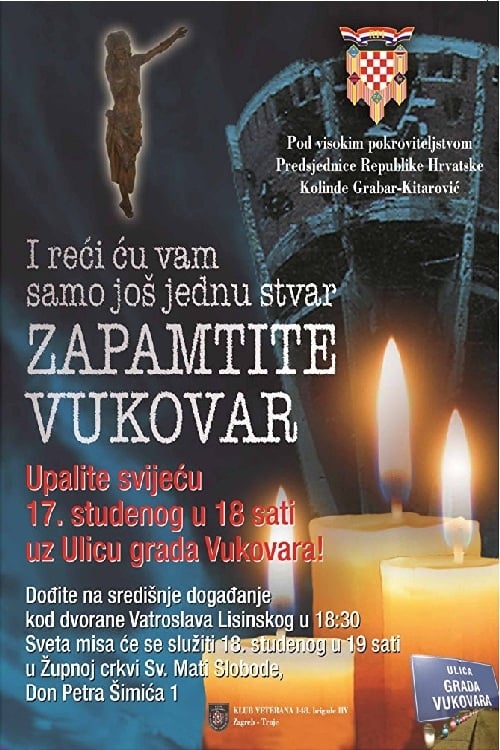 Pod visokim pokroviteljstvom
Predsjednice Republike Hrvatske
Kolinde Grabar-Kitarović
I reći ću vam
samo još jednu stvar
ZAPAMTITE
VUKOVAR
Upalite svijeću
17. studenog u 18 sati
uz Ulicu grada Vukovara!
Dođite na središnje događanje
kod dvorane Vatroslava Lisinskog u 18:30
Sveta misa će se služiti 18. studenog u 19 sati
u Župnoj crkvi Sv. Mati Slobode,
Don Petra Šimića 1
ULICA
GRADA
VUKOVARA
KLUB VETERANA 148. brigade HV
Zagreb - Trnje